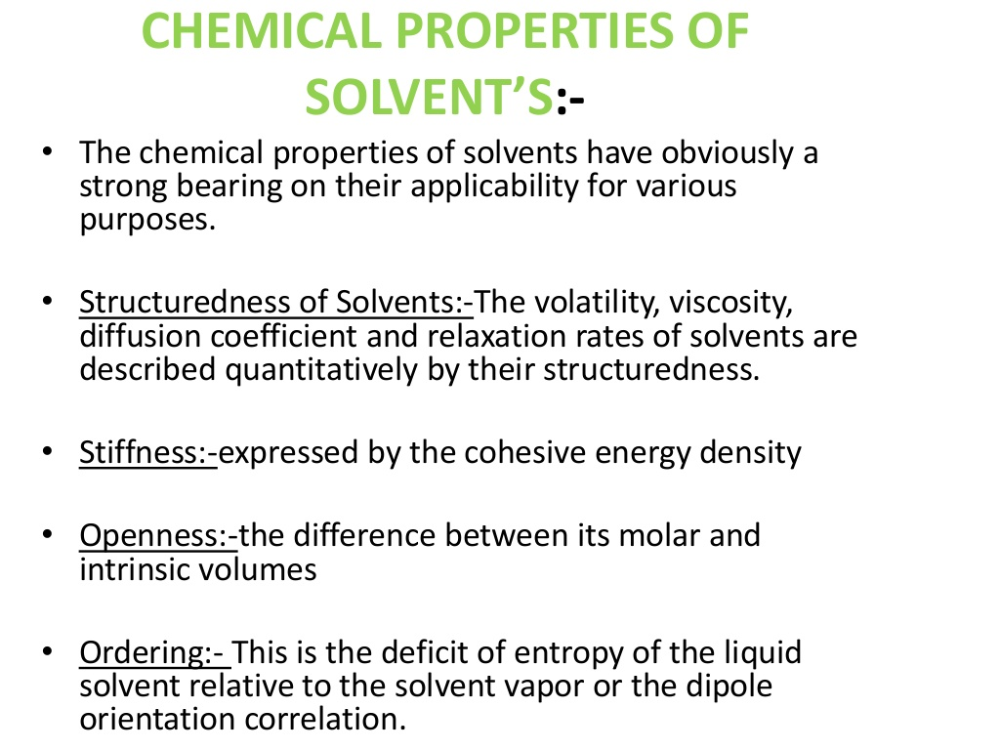 CHEMICAL PROPERTIES OF
SOLVENT’S:-
• The chemical properties of solvents have obviously a
strong bearing on their applicability for various
purposes.
• Structuredness of Solvents:-The volatility, viscosity,
diffusion coefficient and relaxation rates of solvents are
described quantitatively by their structuredness.
• Stiffness:-expressed by the cohesive energy density
• Openness:-the difference between its molar and
intrinsic volumes
• Ordering:- This is the deficit of entropy of the liquid
solvent relative to the solvent vapor or the dipole
orientation correlation.